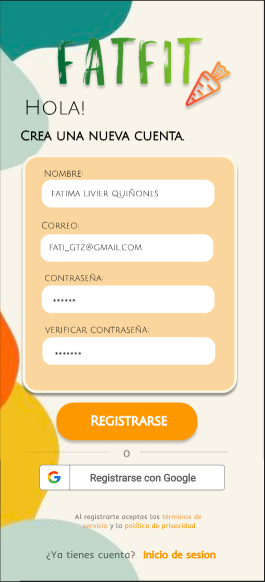 FATFIT
Hola!
Crea una nueva cuenta.
nombre:
fatima livier quiñones
Correo:
fati_gtz@gmail.com
contraseña:
******
verificar contraseña:
*******
Registrarse
o
Registrarse con Google
Al registrarte aceptas los términos de
servicio y la política de privacidad
¿Ya tienes cuenta? Inicio de sesion